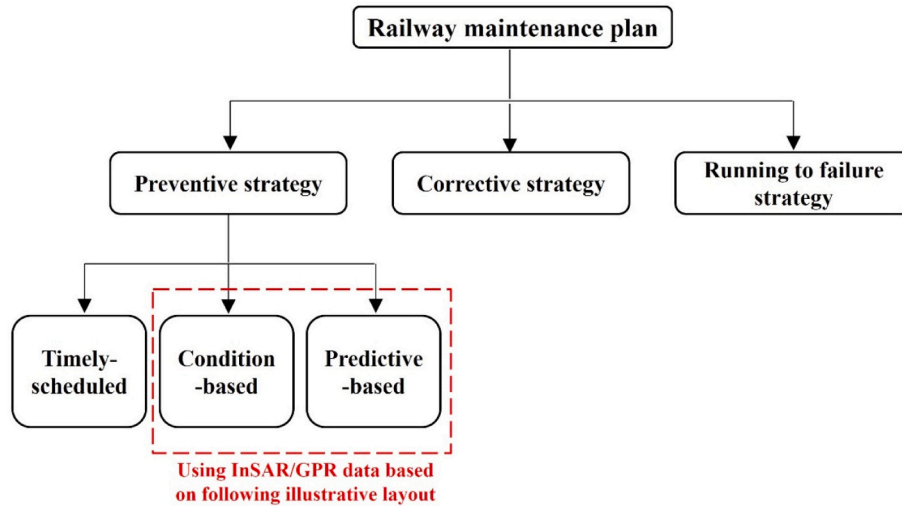 Railway maintenance plan
Preventive strategy
Corrective strategy
Running to failure
strategy
Timely-
scheduled
Condition
-based
Predictive
-based
Using InSAR/GPR data based
on following illustrative layout